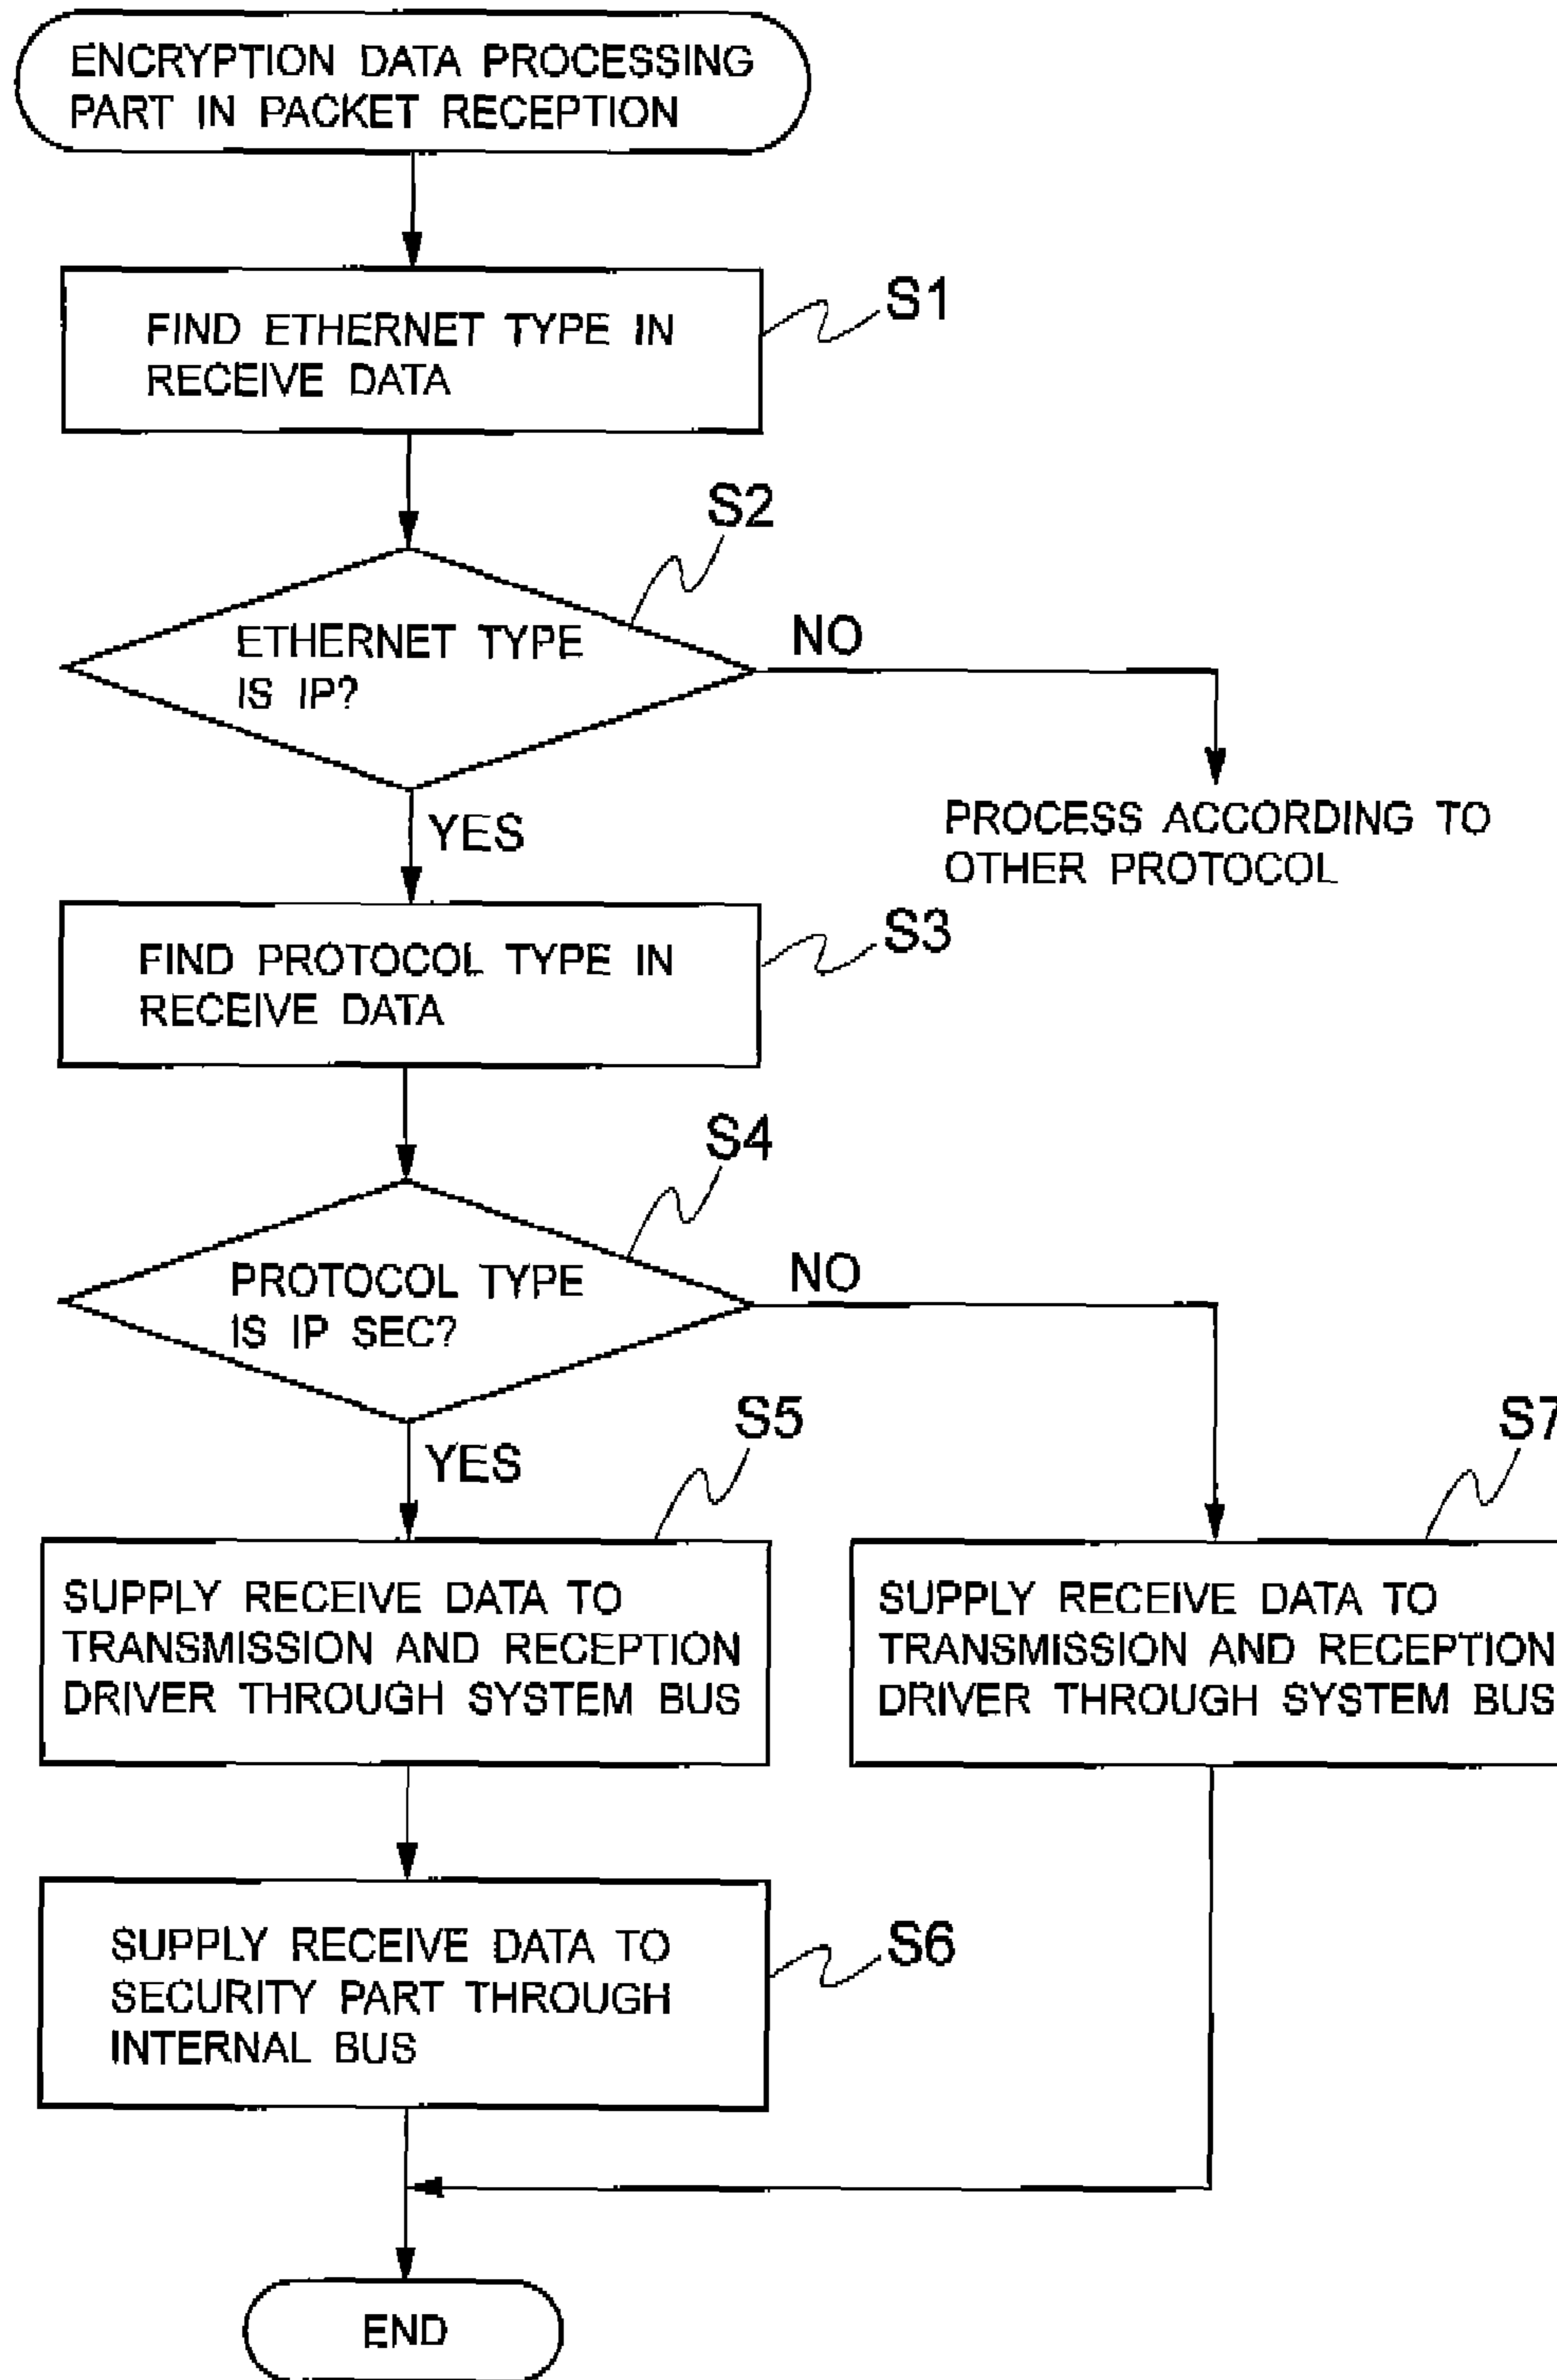 ENCRYPTION DATA PROCESSING
PART IN PACKET RECEPTION
FIND ETHERNET TYPE IN
RECEIVE DATA
S1
S2
ETHERNET TYPE
IS IP?
NO
YES
PROCESS ACCORDING TO
OTHER PROTOCOL
FIND PROTOCOL TYPE IN
RECEIVE DATA
S3
S4
PROTOCOL TYPE
IS IP SEC?
NO
YES
S5
SUPPLY RECEIVE DATA TO
TRANSMISSION AND RECEPTION
DRIVER THROUGH SYSTEM BUS
S7
SUPPLY RECEIVE DATA TO
TRANSMISSION AND RECEPTION
DRIVER THROUGH SYSTEM BUS
SUPPLY RECEIVE DATA TO
SECURITY PART THROUGH
INTERNAL BUS
S6
END